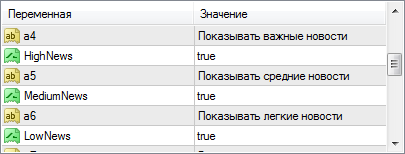 Переменная Значение
a4 Показывать важные новости
HighNews true
a5 Показывать средние новости
MediumNews true
a6 Показывать легкие новости
LowNews true